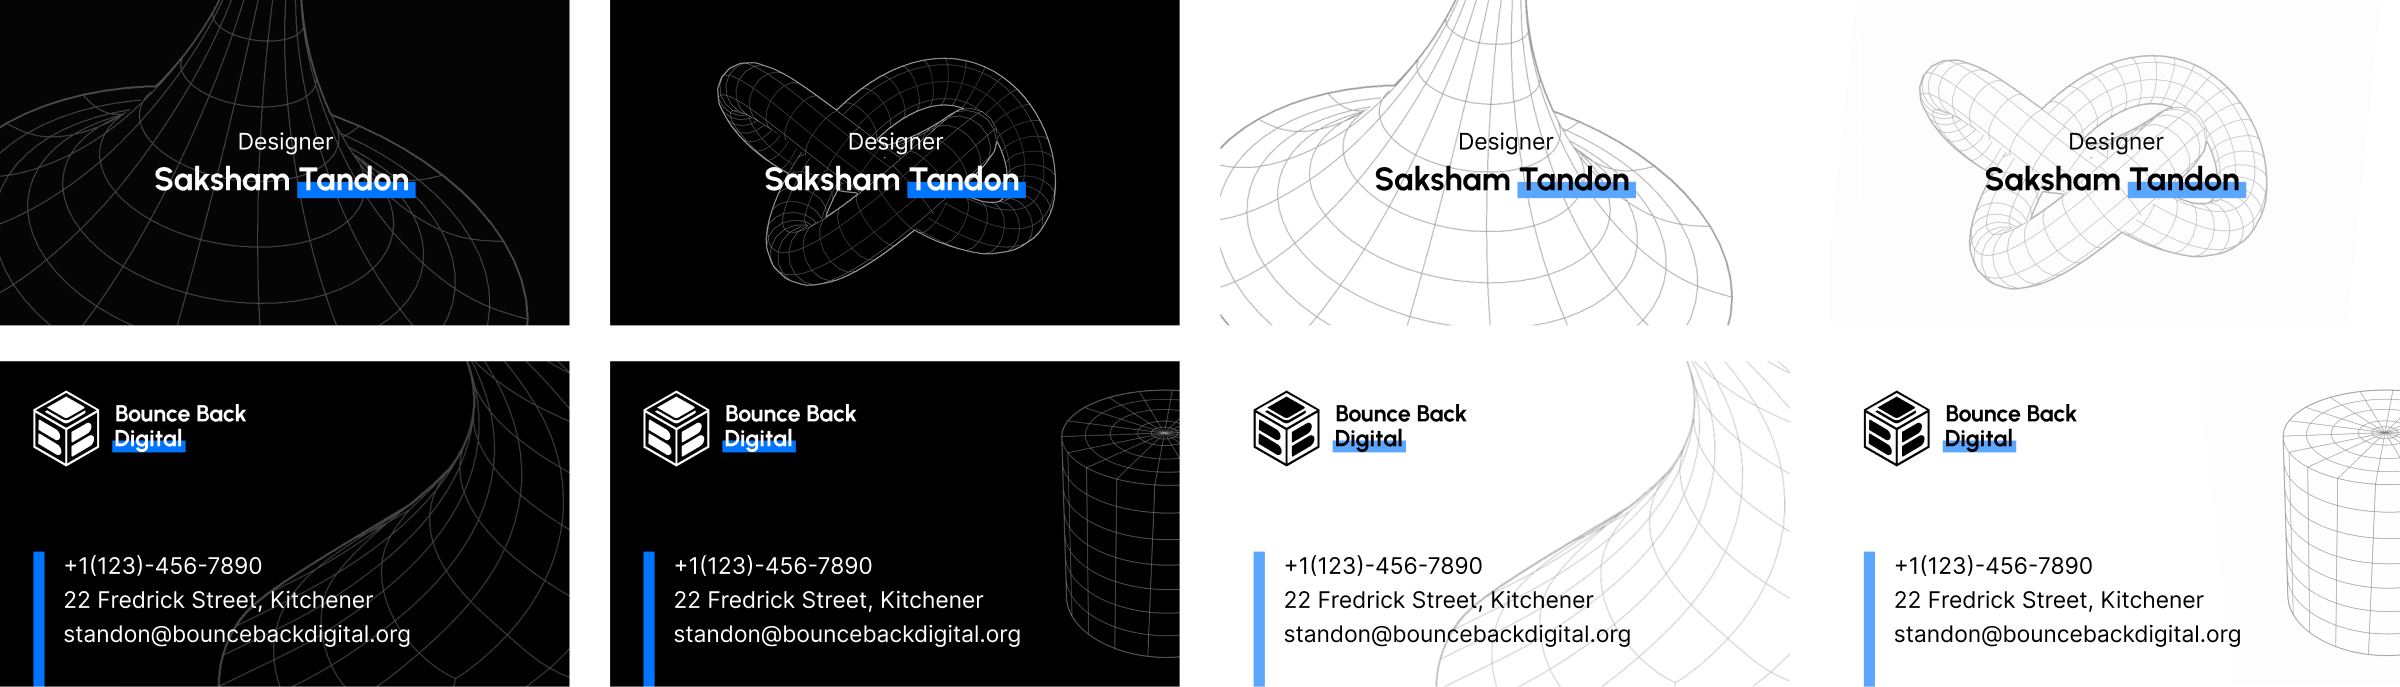 Designer
Saksham Tandon
Designer
Saksham Tandon
Designer
Saksham Tandon
Designer
Saksham Tandon
Bounce Back
Digital
+1(123)-456-7890
22 Fredrick Street, Kitchener
standon@bouncebackdigital.org
Bounce Back
Digital
+1(123)-456-7890
22 Fredrick Street, Kitchener
standon@bouncebackdigital.org
Bounce Back
Digital
+1(123)-456-7890
22 Fredrick Street, Kitchener
standon@bouncebackdigital.org
Bounce Back
Digital
+1(123)-456-7890
22 Fredrick Street, Kitchener
standon@bouncebackdigital.org